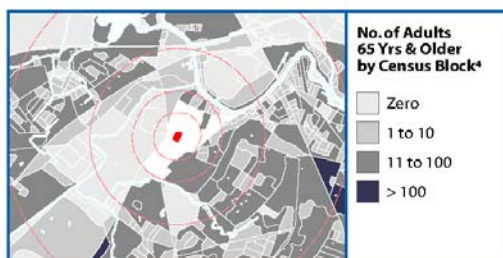 No. of Adults
65 Yrs & Older
by Census Block⁴
Zero
1 to 10
11 to 100
> 100